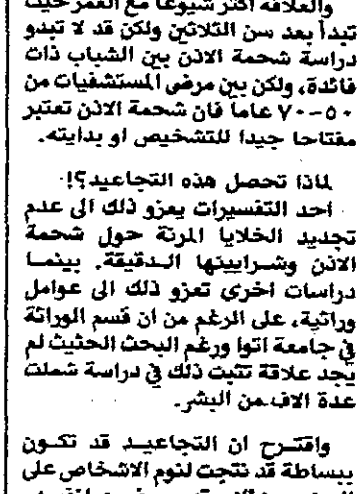 والعلاقة اكثر شيوعا مع العمر حيث
تبدأ بعد سن الثلاثين ولكن قد لا تبدو
دراسة شحمة الاذن بين الشباب ذات
فائدة، ولكن بين مرضى المستشفيات من
٥٠-٧٠ عاما فان شحمة الاذن تعتبر
مفتاحا جيدا للتشخيص او بدايته.
لماذا تحصل هذه التجاعيد؟!
احد التفسيرات يعزو ذلك الى عدم
تجديد الخلايا المرنة حول شحمة
الاذن وشرايينها الدقيقة. بينما
دراسات اخرى تعزو ذلك الى عوامل
وراثية، على الرغم من ان قسم الوراثة
في جامعة اتوا ورغم البحث الحثيث لم
يجد علاقة تثبت ذلك في دراسة شملت
عدة الاف من البشر.
واقترح ان التجاعيد قد تكون
ببساطة قد نتجت لنوم الاشخاص على